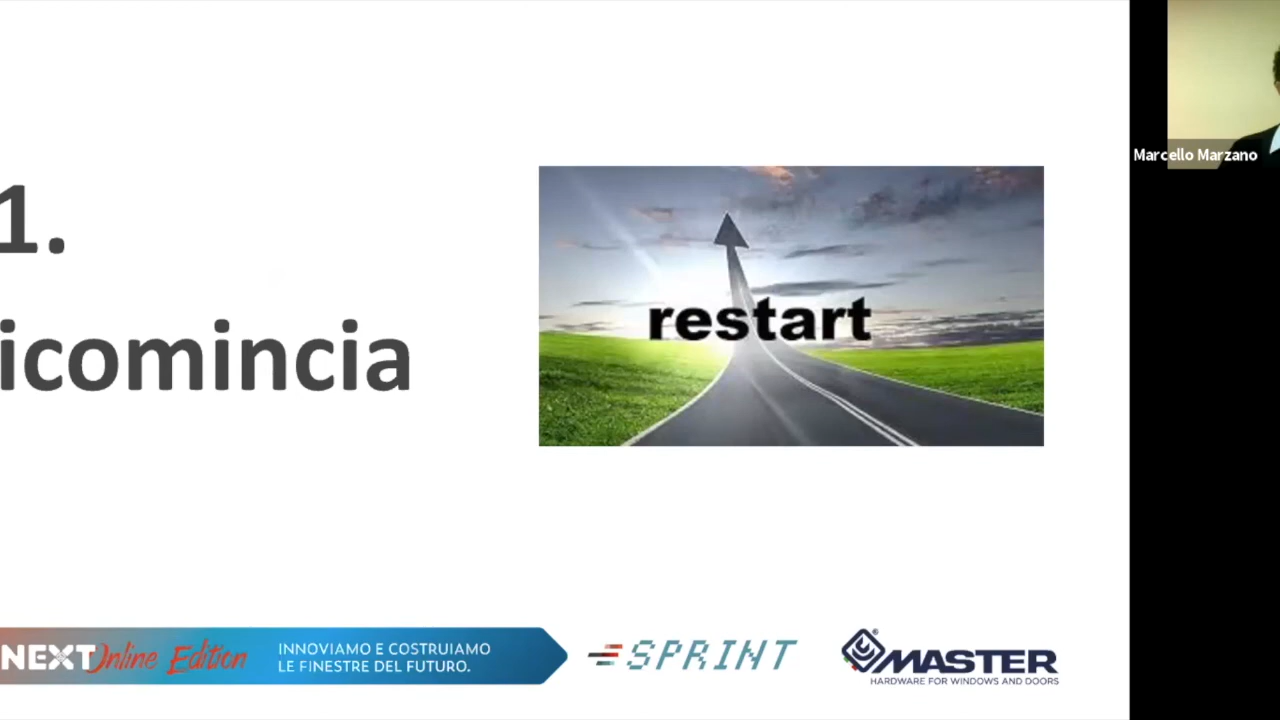 1.
icomincia
restart
Marcello Marzano
NEXT Online Edition
INNOVIAMO E COSTRUIAMO
LE FINESTRE DEL FUTURO.
SPRINT
MASTER
HARDWARE FOR WINDOWS AND DOORS